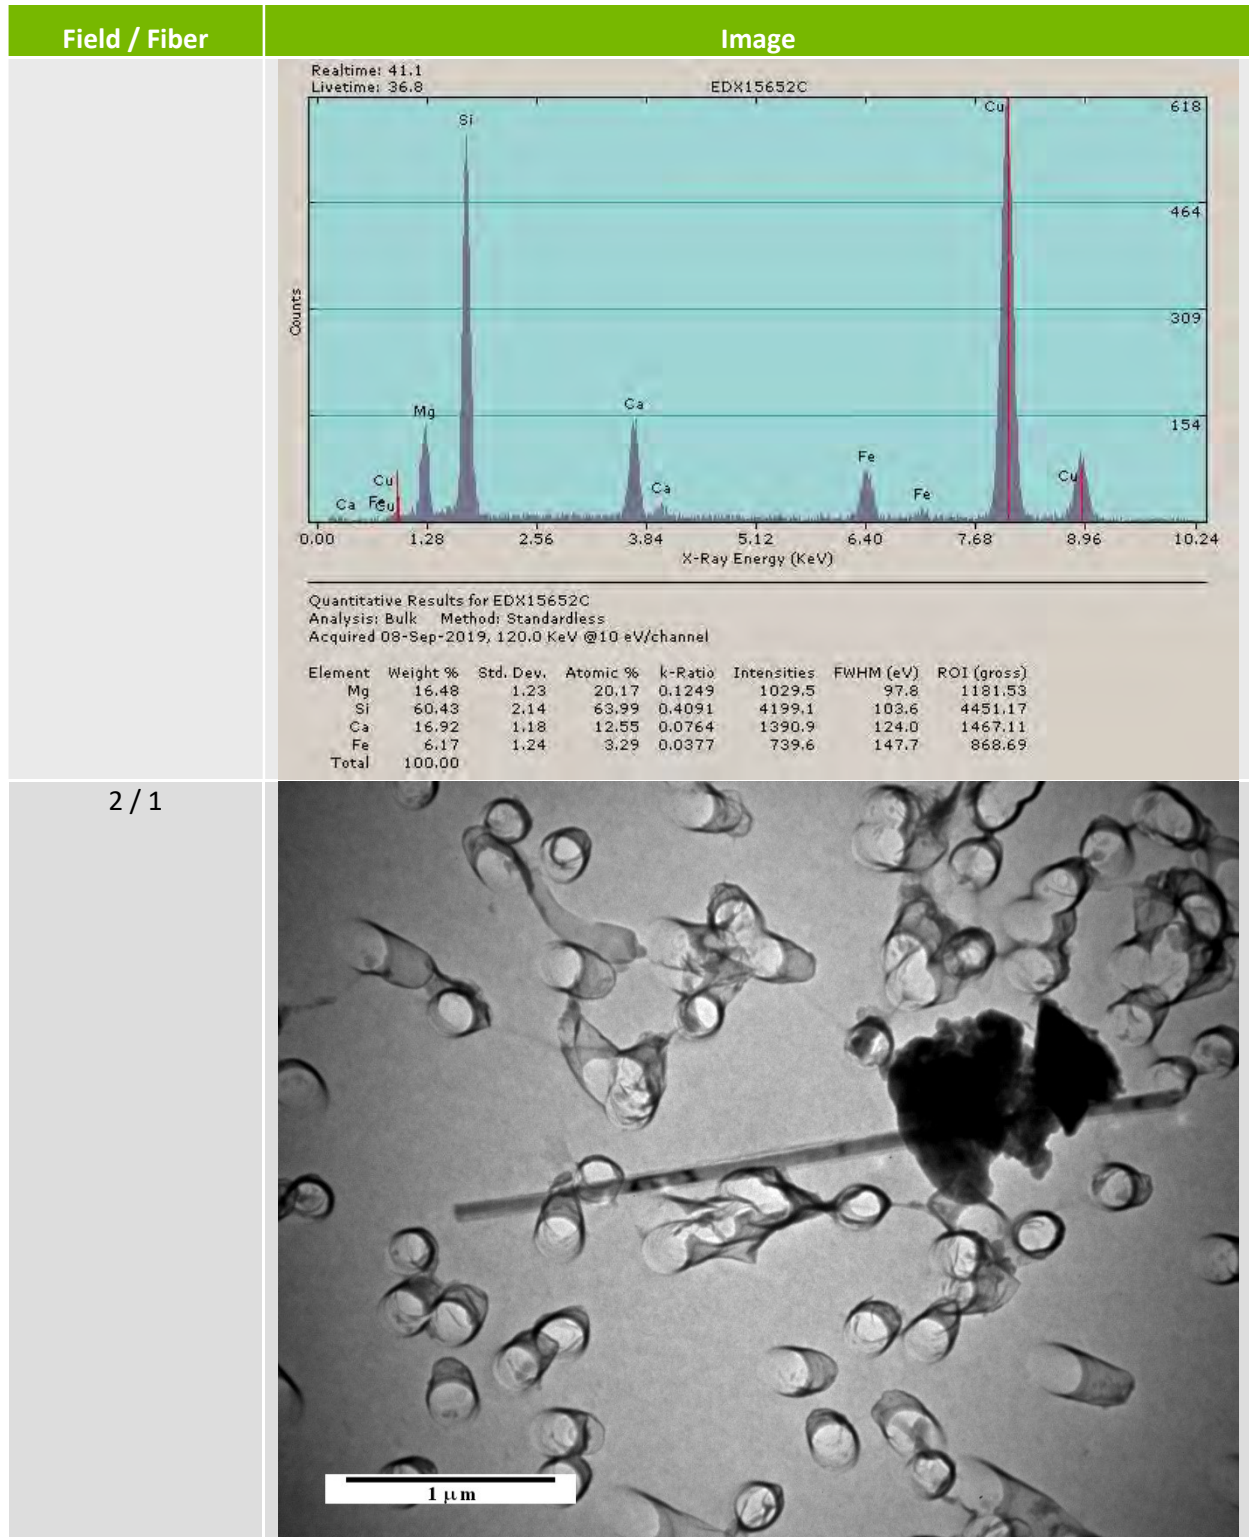 Field / Fiber Image
Realtime: 41.1
Livetime: 36.8 EDX15652C
Cu 618
Si
464
Counts
309
Mg Ca 154
Fe
Cu Ca Cu
Ca Fe Cu Fe
0.00 1.28 2.56 3.84 5.12 6.40 7.68 8.96 10.24
X-Ray Energy (KeV)
Quantitative Results for EDX15652C
Analysis: Bulk Method: Standardless
Acquired 08-Sep-2019, 120.0 KeV @10 eV/channel
Element Weight % Std. Dev. Atomic % k-Ratio Intensities FWHM (eV) ROI (gross)
Mg 16.48 1.23 20.17 0.1249 1029.5 97.8 1181.53
Si 60.43 2.14 63.99 0.4091 4199.1 103.6 4451.17
Ca 16.92 1.18 12.55 0.0764 1390.9 124.0 1467.11
Fe 6.17 1.24 3.29 0.0377 739.6 147.7 868.69
Total 100.00
2 / 1
1 µm